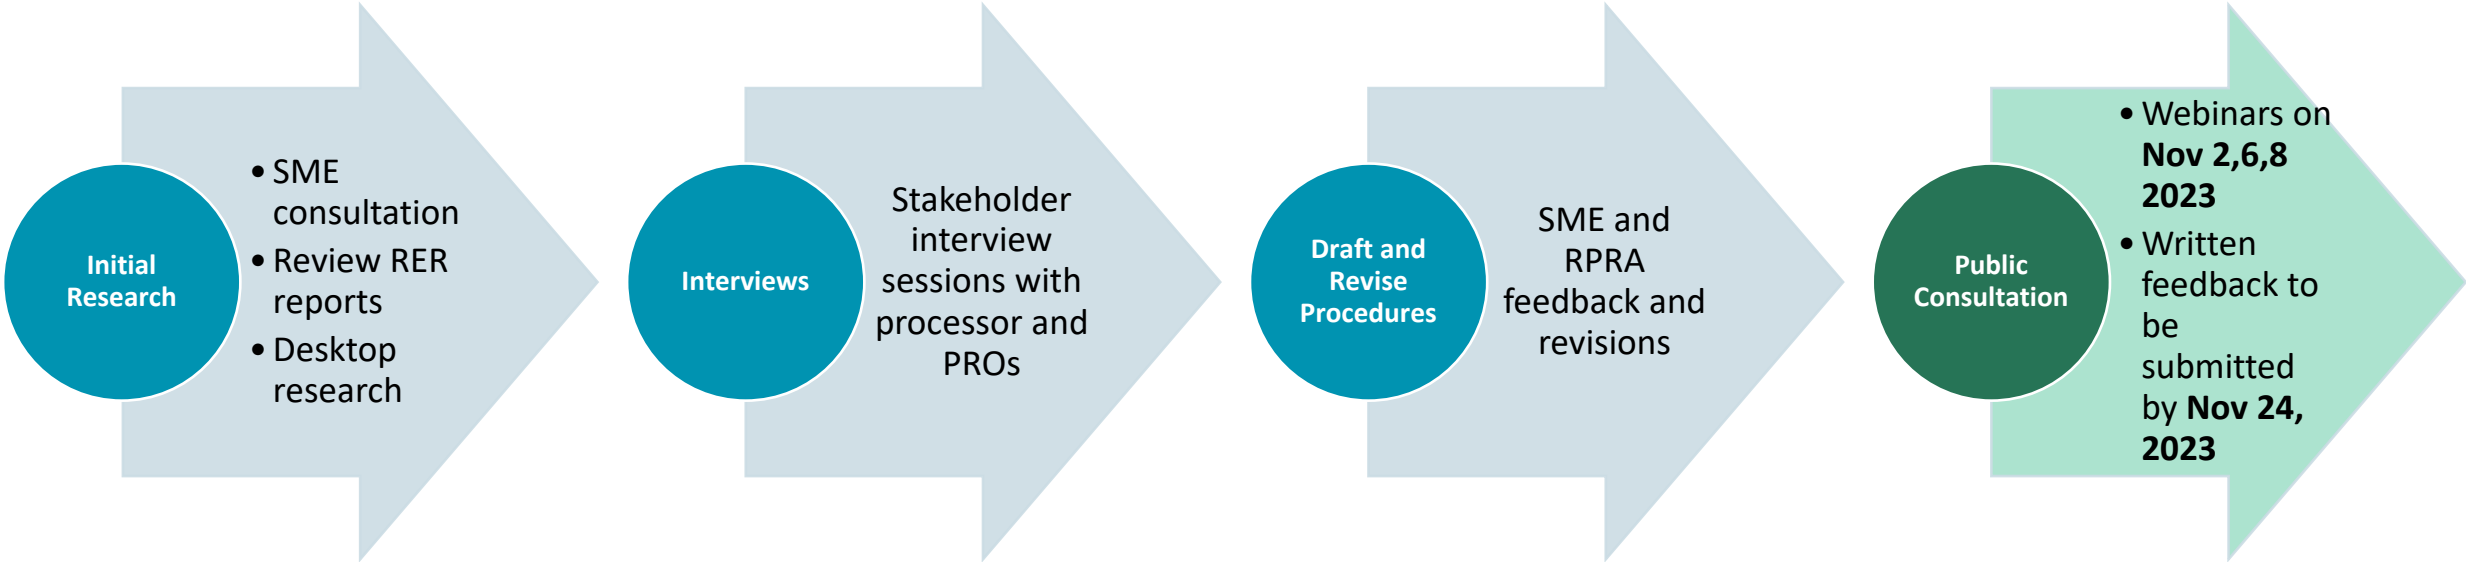 Initial
Research
• SME
consultation
• Review RER
reports
• Desktop
research
Interviews
Stakeholder
interview
sessions with
processor and
PROs
Draft and
Revise
Procedures
SME and
RPRA
feedback and
revisions
Public
Consultation
• Webinars on
Nov 2,6,8
2023
• Written
feedback to
be
submitted
by Nov 24,
2023